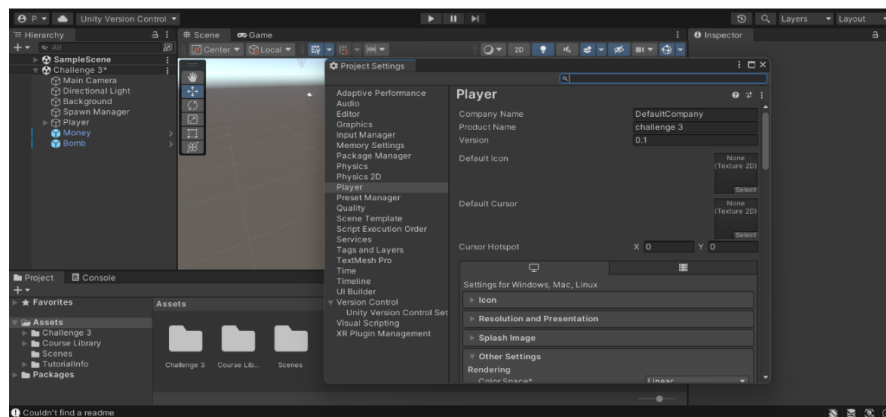 P
Unity Version Control
Layers
Layout
Hierarchy
All
SampleScene
Challenge 3*
Main Camera
Directional Light
Background
Spawn Manager
Player
Money
Bomb
Scene
Game
Center
Local
2D
Inspector
Project Settings
Adaptive Performance
Audio
Editor
Graphics
Input Manager
Memory Settings
Package Manager
Physics
Physics 2D
Player
Preset Manager
Quality
Scene Template
Script Execution Order
Services
Tags and Layers
TextMesh Pro
Time
Timeline
UI Builder
Version Control
Unity Version Control Set
Visual Scripting
XR Plugin Management
Player
Company Name
DefaultCompany
Product Name
challenge 3
Version
0.1
Default Icon
None
(Texture 2D)
Select
Default Cursor
None
(Texture 2D)
Select
Cursor Hotspot
X 0
Y 0
Settings for Windows, Mac, Linux
Icon
Resolution and Presentation
Splash Image
Other Settings
Rendering
Color Space*
Linear
Project
Console
Favorites
Assets
Challenge 3
Course Library
Scenes
TutorialInfo
Packages
Assets
Challenge 3
Course Lib...
Scenes
Couldn't find a readme